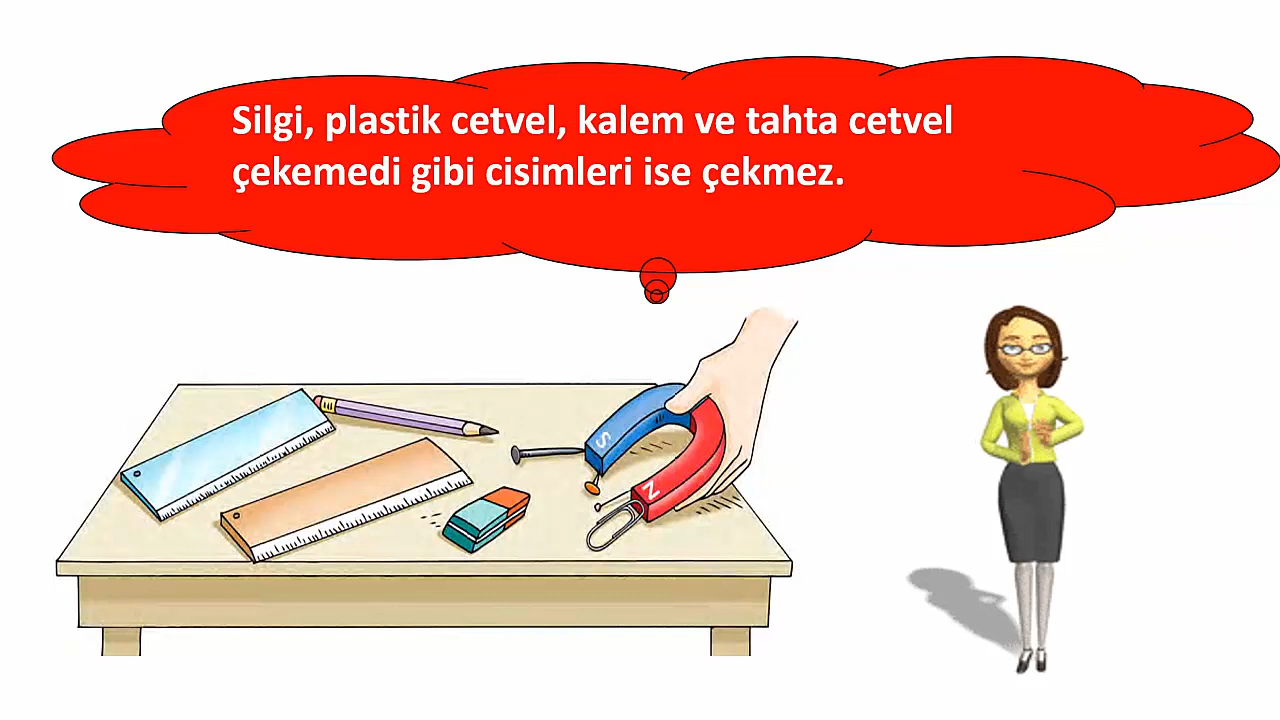 Silgi, plastik cetvel, kalem ve tahta cetvel
çekemedi gibi cisimleri ise çekmez.
S
N